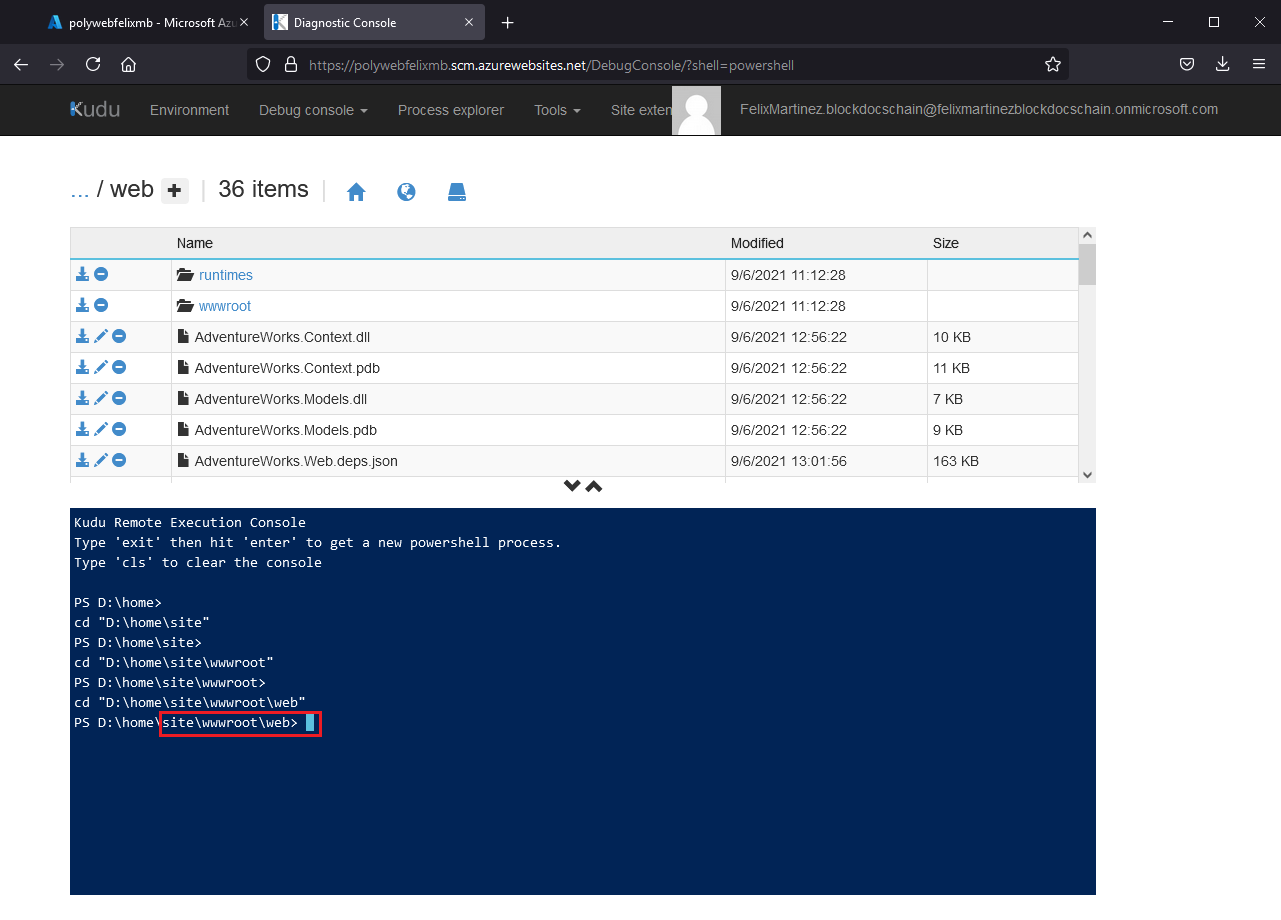 polywebfelixmb - Microsoft Azu
Diagnostic Console
https://polywebfelixmb.scm.azurewebsites.net/DebugConsole/?shell=powershell
Kudu Environment Debug console Process explorer Tools Site exten FelixMartinez.blockdocschain@felixmartinezblockdocschain.onmicrosoft.com
... / web + | 36 items |
Name Modified Size
runtimes 9/6/2021 11:12:28
wwwroot 9/6/2021 11:12:28
AdventureWorks.Context.dll 9/6/2021 12:56:22 10 KB
AdventureWorks.Context.pdb 9/6/2021 12:56:22 11 KB
AdventureWorks.Models.dll 9/6/2021 12:56:22 7 KB
AdventureWorks.Models.pdb 9/6/2021 12:56:22 9 KB
AdventureWorks.Web.deps.json 9/6/2021 13:01:56 163 KB
Kudu Remote Execution Console
Type 'exit' then hit 'enter' to get a new powershell process.
Type 'cls' to clear the console
PS D:\home>
cd "D:\home\site"
PS D:\home\site>
cd "D:\home\site\wwwroot"
PS D:\home\site\wwwroot>
cd "D:\home\site\wwwroot\web"
PS D:\home\site\wwwroot\web>